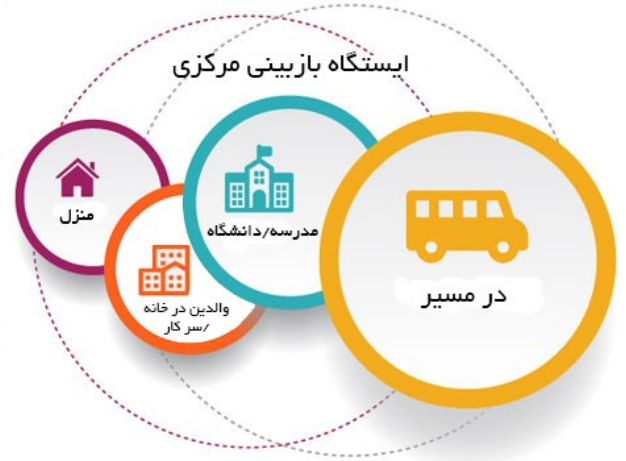 ایستگاه بازبینی مرکزی
منزل
والدین در خانه
/سر کار
مدرسه/دانشگاه
در مسیر